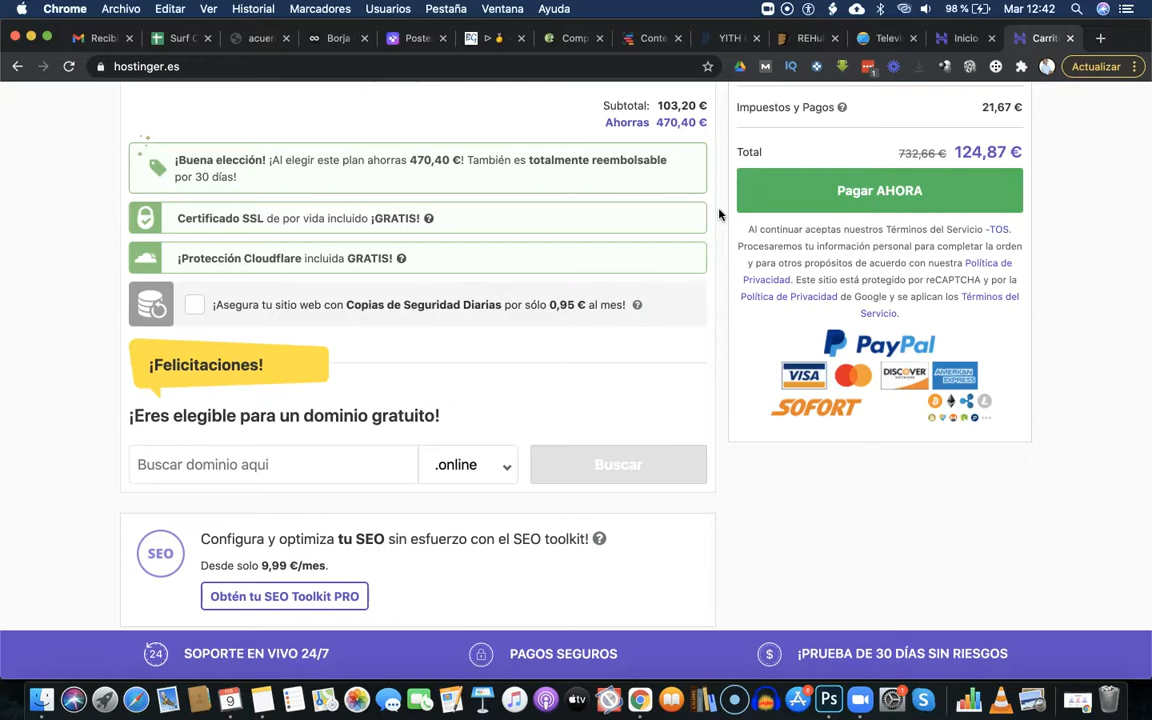 Chrome Archivo Editar Ver Historial Marcadores Usuarios Pestaña Ventana Ayuda 98 % Mar 12:42
Recibi Surf C acuer Borja Poste Comp Conte YITH REHu Televi Inicio Carrit
hostinger.es Actualizar
Subtotal: 103,20 €
Ahorras 470,40 €
¡Buena elección! ¡Al elegir este plan ahorras 470,40 €! También es totalmente reembolsable
por 30 días!
Certificado SSL de por vida incluido ¡GRATIS!
¡Protección Cloudflare incluida GRATIS!
¡Asegura tu sitio web con Copias de Seguridad Diarias por sólo 0,95 € al mes!
¡Felicitaciones!
¡Eres elegible para un dominio gratuito!
Buscar dominio aqui .online Buscar
SEO
Configura y optimiza tu SEO sin esfuerzo con el SEO toolkit!
Desde solo 9,99 €/mes.
Obtén tu SEO Toolkit PRO
Impuestos y Pagos 21,67 €
Total 732,66 € 124,87 €
Pagar AHORA
Al continuar aceptas nuestros Términos del Servicio -TOS.
Procesaremos tu información personal para completar la orden
y para otros propósitos de acuerdo con nuestra Política de
Privacidad. Este sitio está protegido por reCAPTCHA y por la
Política de Privacidad de Google y se aplican los Términos del
Servicio.
PayPal
VISA DISCOVER AMERICAN EXPRESS
SOFORT
24 SOPORTE EN VIVO 24/7 PAGOS SEGUROS $ ¡PRUEBA DE 30 DÍAS SIN RIESGOS
9 tv Ps